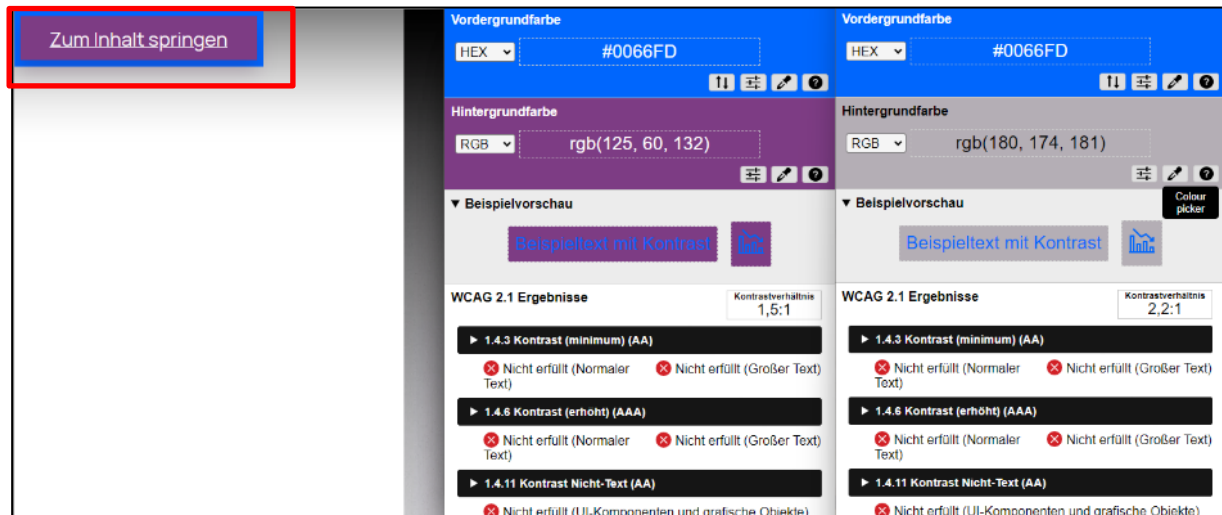 Zum Inhalt springen
Vordergrundfarbe
HEX
#0066FD
Hintergrundfarbe
RGB
rgb(125, 60, 132)
▼ Beispielvorschau
Beispieltext mit Kontrast
WCAG 2.1 Ergebnisse
Kontrastverhältnis
1,5:1
▶ 1.4.3 Kontrast (minimum) (AA)
Nicht erfüllt (Normaler Nicht erfüllt (Großer Text)
Text)
▶ 1.4.6 Kontrast (erhöht) (AAA)
Nicht erfüllt (Normaler Nicht erfüllt (Großer Text)
Text)
▶ 1.4.11 Kontrast Nicht-Text (AA)
Nicht erfüllt (UI-Komponenten und grafische Objekte)
Vordergrundfarbe
HEX
#0066FD
Hintergrundfarbe
RGB
rgb(180, 174, 181)
Colour
picker
▼ Beispielvorschau
Beispieltext mit Kontrast
WCAG 2.1 Ergebnisse
Kontrastverhältnis
2,2:1
▶ 1.4.3 Kontrast (minimum) (AA)
Nicht erfüllt (Normaler Nicht erfüllt (Großer Text)
Text)
▶ 1.4.6 Kontrast (erhöht) (AAA)
Nicht erfüllt (Normaler Nicht erfüllt (Großer Text)
Text)
▶ 1.4.11 Kontrast Nicht-Text (AA)
Nicht erfüllt (UI-Komponenten und grafische Objekte)